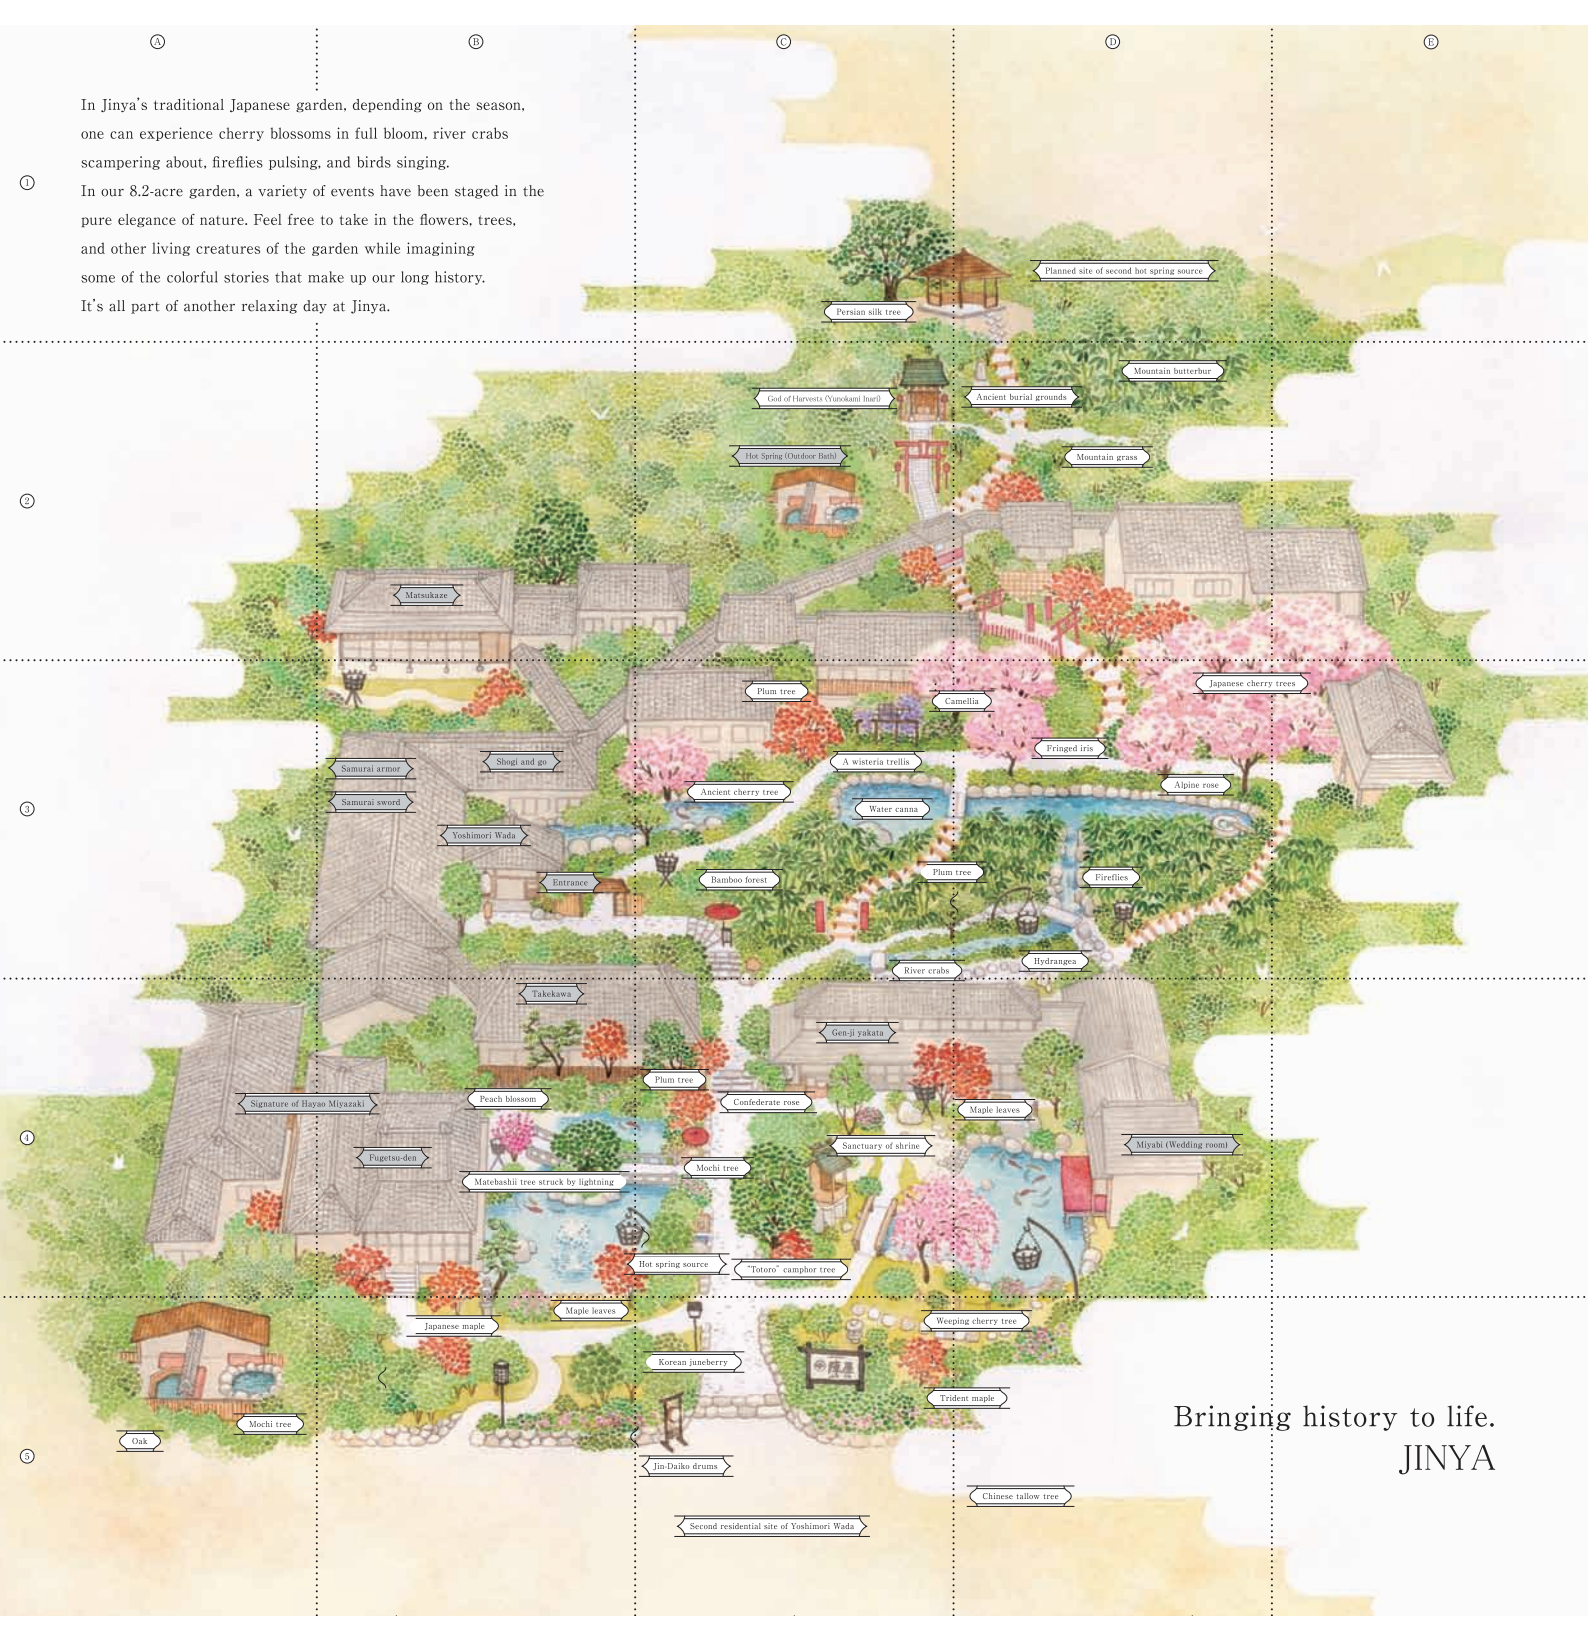 Ⓐ Ⓑ Ⓒ Ⓓ Ⓔ
In Jinya's traditional Japanese garden, depending on the season,
one can experience cherry blossoms in full bloom, river crabs
scampering about, fireflies pulsing, and birds singing.
①
In our 8.2-acre garden, a variety of events have been staged in the
pure elegance of nature. Feel free to take in the flowers, trees,
and other living creatures of the garden while imagining
some of the colorful stories that make up our long history.
It's all part of another relaxing day at Jinya.
Planned site of second hot spring source
Persian silk tree
Mountain butterbur
God of Harvests (Yunokami Inari)
Ancient burial grounds
Hot Spring (Outdoor Bath)
Mountain grass
②
Matsukaze
Japanese cherry trees
Plum tree
Camellia
Fringed iris
Shogi and go
A wisteria trellis
Samurai armor
Alpine rose
Ancient cherry tree
Samurai sword
③
Water canna
Yoshimori Wada
Plum tree
Fireflies
Bamboo forest
Entrance
Hydrangea
River crabs
Takekawa
Gen-ji yakata
Plum tree
Peach blossom
Confederate rose
Signature of Hayao Miyazaki
Maple leaves
④
Miyabi (Wedding room)
Sanctuary of shrine
Fugetsu-den
Mochi tree
Matebashii tree struck by lightning
Hot spring source
"Totoro" camphor tree
Maple leaves
Weeping cherry tree
Japanese maple
Korean juneberry
陣屋
Trident maple
Bringing history to life.
Mochi tree
Oak
⑤
JINYA
Jin-Daiko drums
Chinese tallow tree
Second residential site of Yoshimori Wada